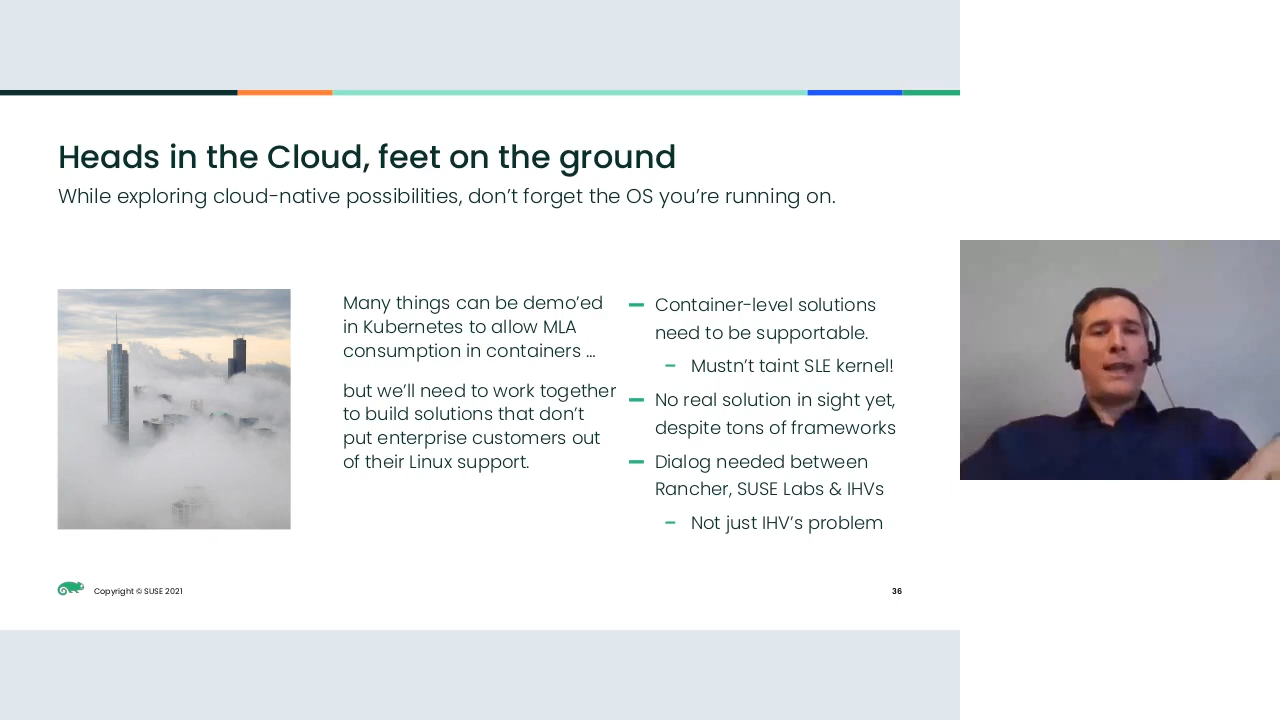 Heads in the Cloud, feet on the ground
While exploring cloud-native possibilities, don’t forget the OS you’re running on.
Many things can be demo’ed
in Kubernetes to allow MLA
consumption in containers ...
but we’ll need to work together
to build solutions that don’t
put enterprise customers out
of their Linux support.
Container-level solutions
need to be supportable.
Mustn’t taint SLE kernel!
No real solution in sight yet,
despite tons of frameworks
Dialog needed between
Rancher, SUSE Labs & IHVs
Not just IHV’s problem
Copyright © SUSE 2021
36